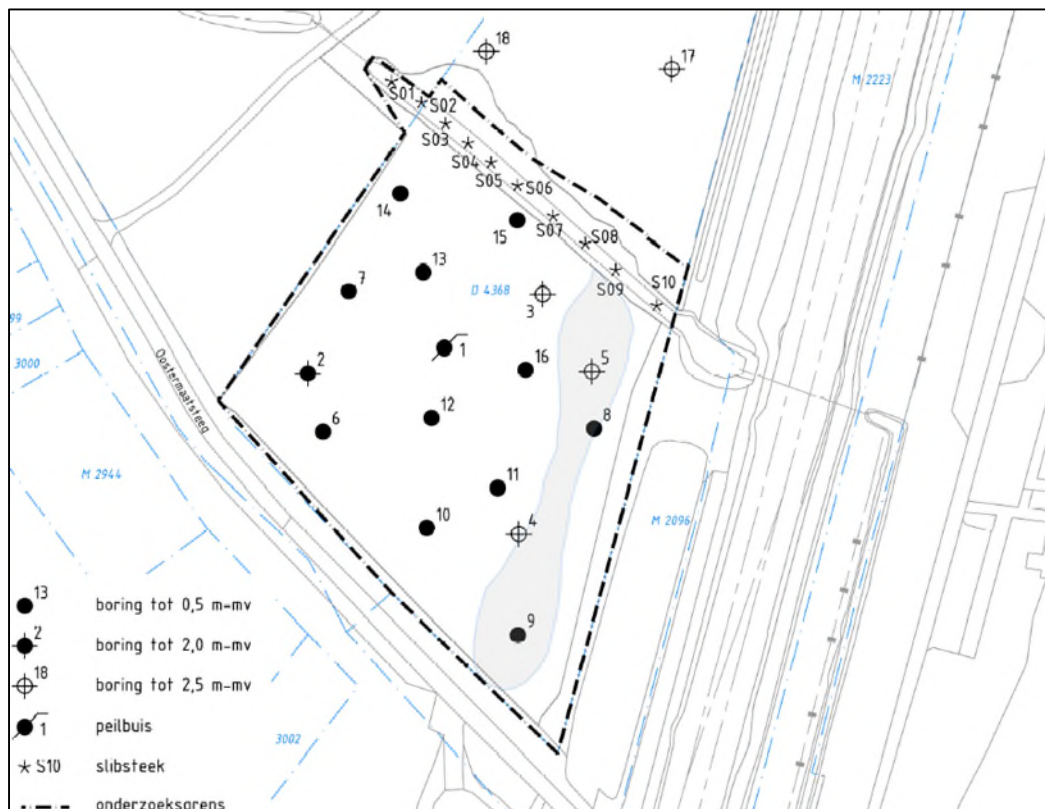 18
17
M 2223
S01
S02
S03
S04
S05
S06
S07
S08
S09
S10
14
15
13
7
D 4368
3
1
2
16
5
12
6
8
11
10
4
9
99
3000
Oostermaatsteeg
M 2944
M 2096
3002
13 boring tot 0,5 m-mv
2 boring tot 2,0 m-mv
18 boring tot 2,5 m-mv
1 peilbuis
S10 slibsteek
onderzoeksgrens